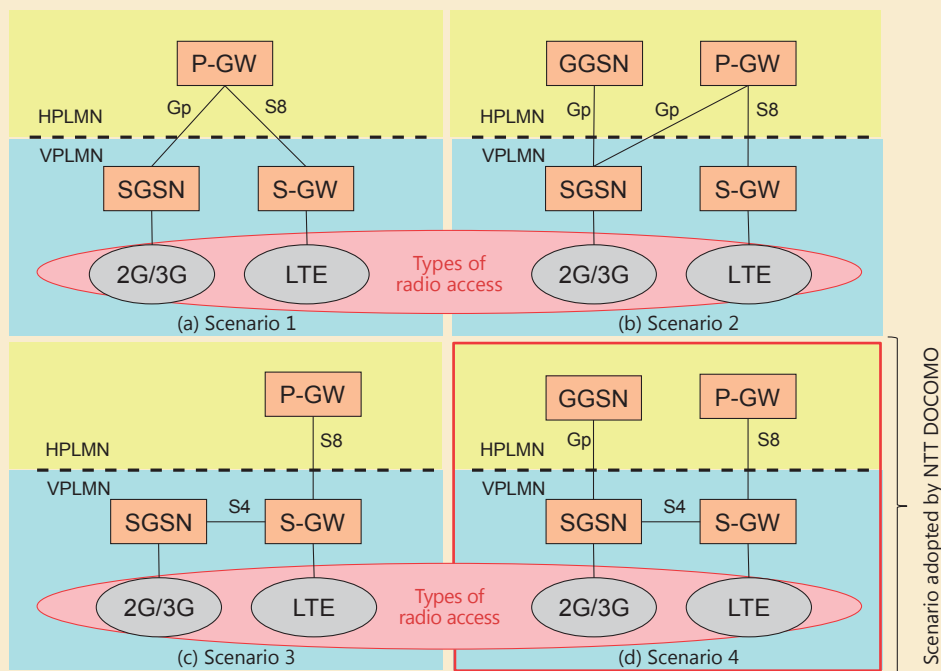 P-GW
Gp
S8
HPLMN
VPLMN
SGSN
S-GW
2G/3G
LTE
Types of
radio access
(a) Scenario 1
GGSN
P-GW
Gp
Gp
S8
HPLMN
VPLMN
SGSN
S-GW
2G/3G
LTE
(b) Scenario 2
P-GW
S8
HPLMN
VPLMN
SGSN
S4
S-GW
2G/3G
LTE
Types of
radio access
(c) Scenario 3
GGSN
P-GW
Gp
S8
HPLMN
VPLMN
SGSN
S4
S-GW
2G/3G
LTE
(d) Scenario 4
Scenario adopted by NTT DOCOMO